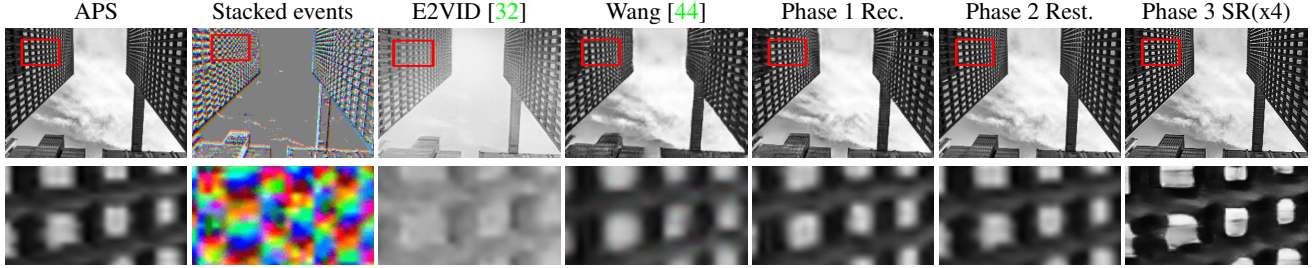 APS Stacked events E2VID [32] Wang [44] Phase 1 Rec. Phase 2 Rest. Phase 3 SR(x4)